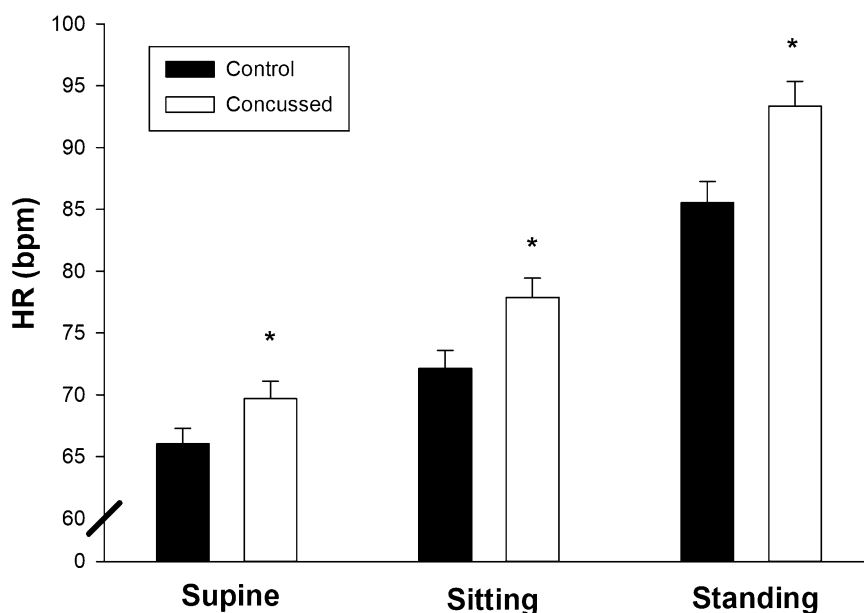 100
95
90
85
80
75
70
65
60
0
HR (bpm)
Control
Concussed
*
*
*
Supine
Sitting
Standing